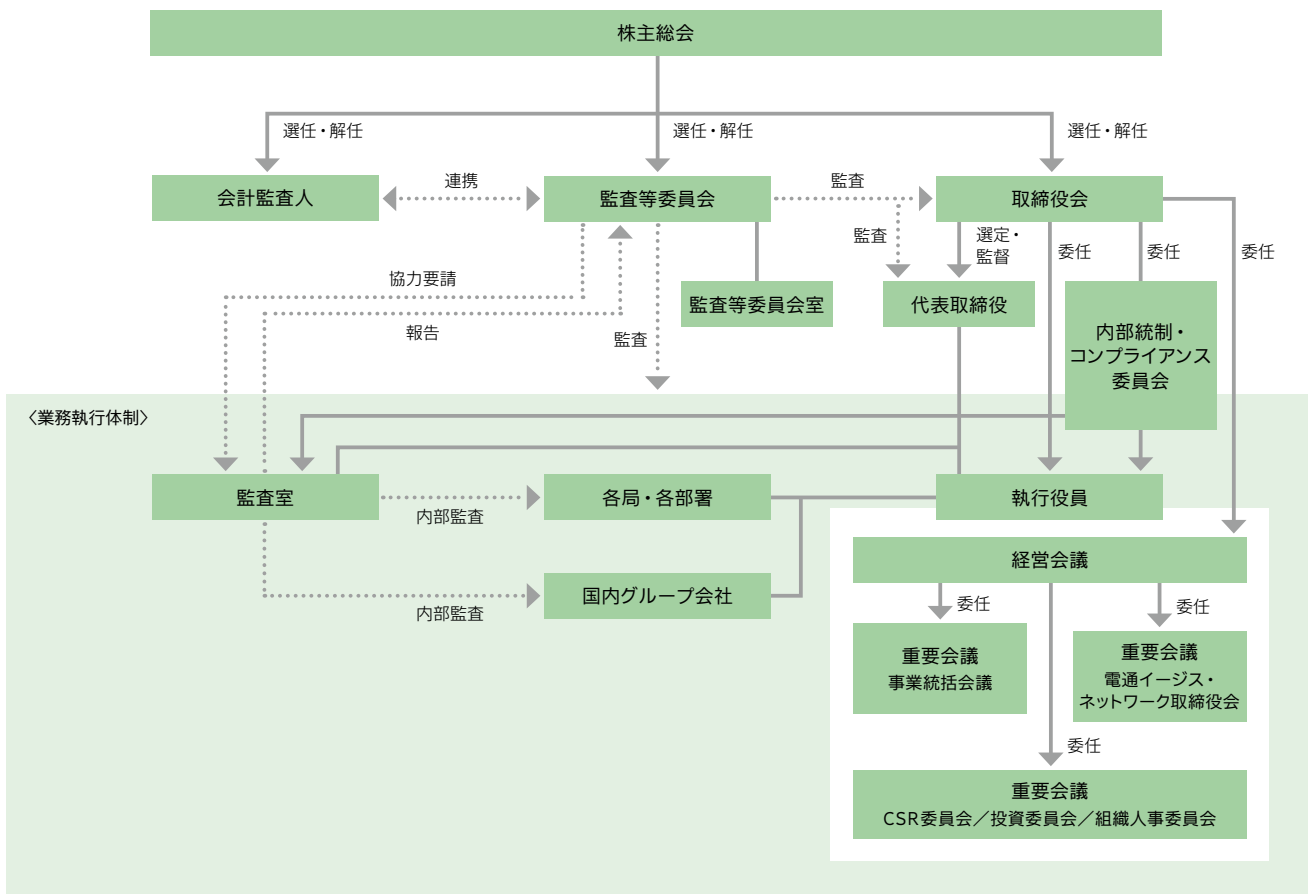 株主総会
選任・解任
選任・解任
選任・解任
会計監査人
連携
監査等委員会
監査
取締役会
監査
選定・
監督
委任
委任
委任
協力要請
報告
監査
監査等委員会室
代表取締役
内部統制・
コンプライアンス
委員会
〈業務執行体制〉
監査室
内部監査
各局・各部署
執行役員
内部監査
国内グループ会社
経営会議
委任
委任
重要会議
事業統括会議
重要会議
電通イージス・
ネットワーク取締役会
委任
重要会議
CSR委員会／投資委員会／組織人事委員会